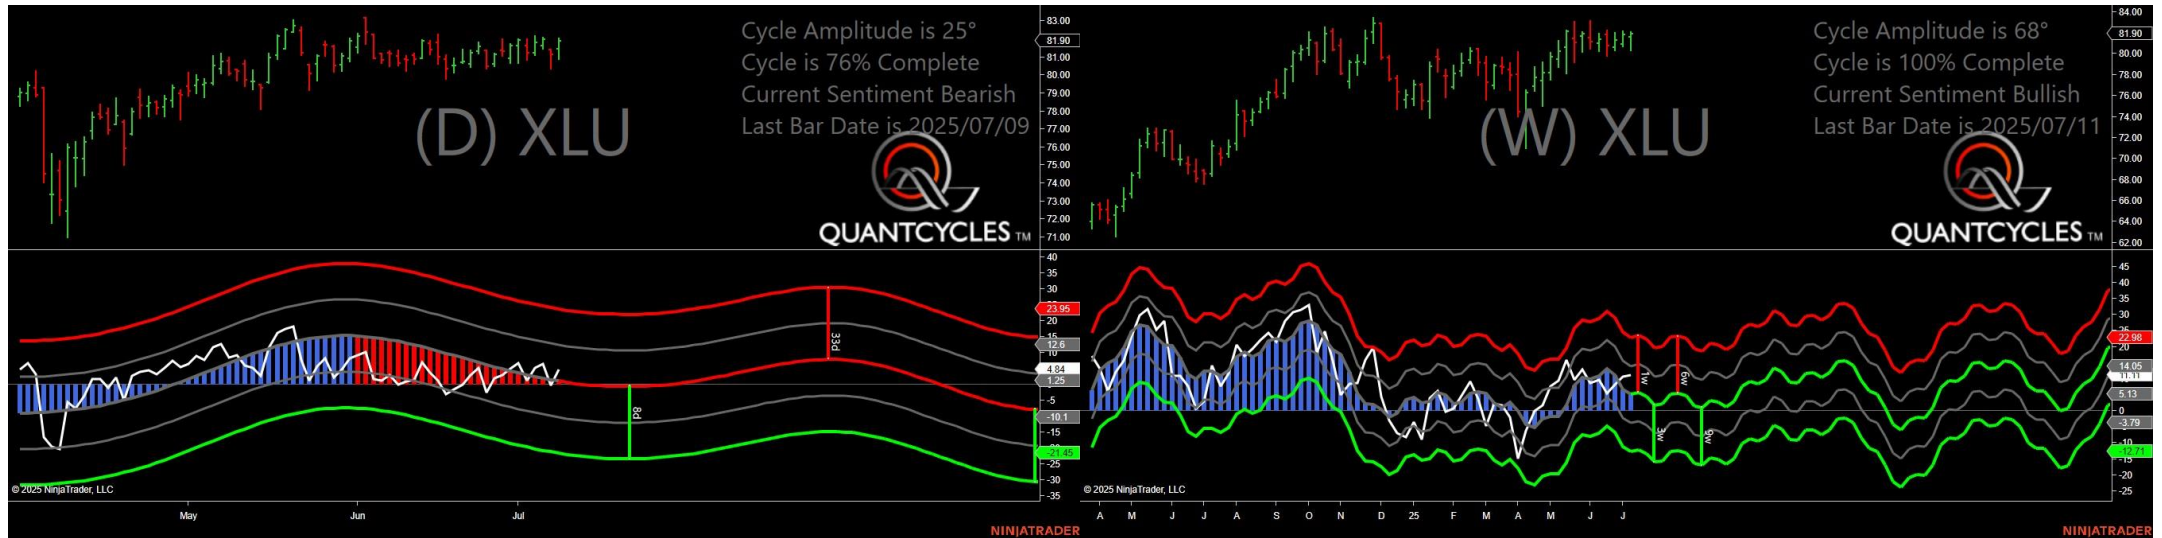 Cycle Amplitude is 25°
Cycle is 76% Complete
Current Sentiment Bearish
Last Bar Date is 2025/07/09
(D) XLU
QUANTCYCLES TM
83.00
81.90
81.00
80.00
79.00
78.00
77.00
76.00
75.00
74.00
73.00
72.00
71.00
40
35
30
23.95
20
15
12.6
10
4.84
1.25
-5
-10.1
-15
-21.45
-25
-30
-35
33d
8d
© 2025 NinjaTrader, LLC
May
Jun
Jul
NINJATRADER
Cycle Amplitude is 68°
Cycle is 100% Complete
Current Sentiment Bullish
Last Bar Date is 2025/07/11
(W) XLU
QUANTCYCLES TM
84.00
81.90
80.00
78.00
76.00
74.00
72.00
70.00
68.00
66.00
64.00
62.00
45
40
35
30
22.98
20
14.05
11.11
5.13
0
-3.79
-10
-12.71
-15
-20
-25
1w
6w
3w
9w
© 2025 NinjaTrader, LLC
A
M
J
J
A
S
O
N
D
25
F
M
A
M
J
J
NINJATRADER